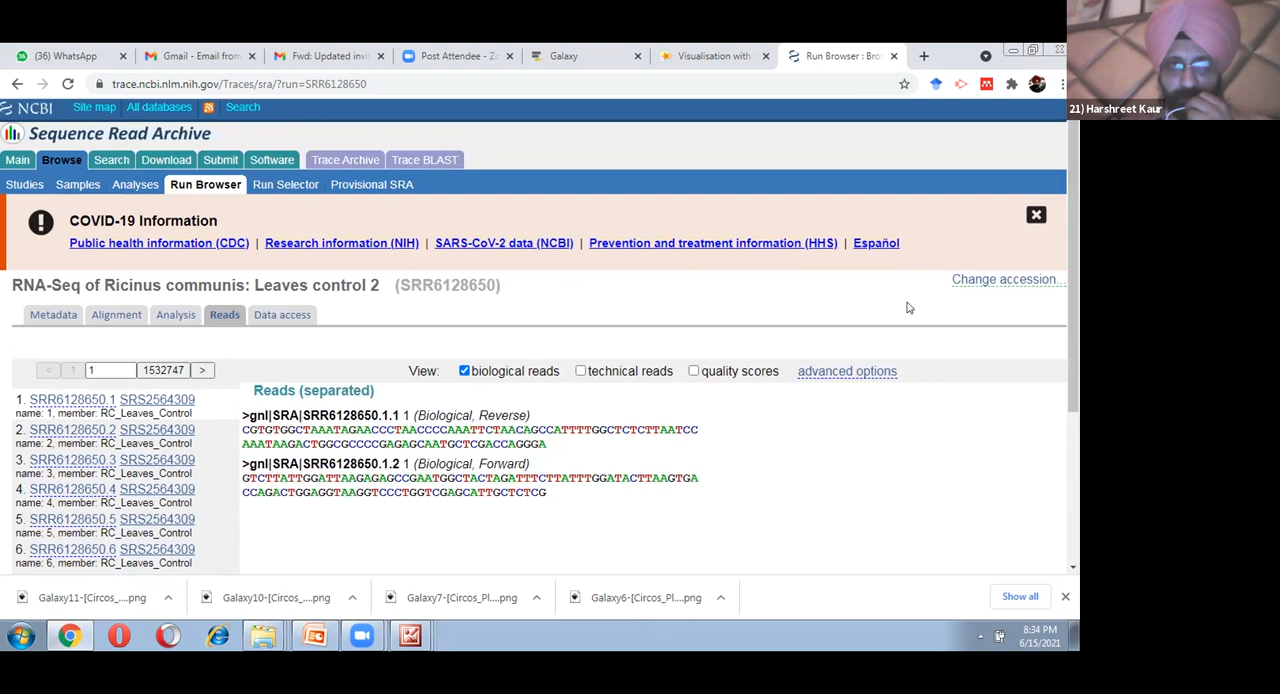 (36) WhatsApp
Gmail - Email from
Fwd: Updated invi
Post Attendee - Zo
Galaxy
Visualisation with
Run Browser : Bro
trace.ncbi.nlm.nih.gov/Traces/sra/?run=SRR6128650
21) Harshreet Kaur
NCBI Site map All databases Search
Sequence Read Archive
Main Browse Search Download Submit Software Trace Archive Trace BLAST
Studies Samples Analyses Run Browser Run Selector Provisional SRA
COVID-19 Information
Public health information (CDC) | Research information (NIH) | SARS-CoV-2 data (NCBI) | Prevention and treatment information (HHS) | Español
Change accession...
RNA-Seq of Ricinus communis: Leaves control 2 (SRR6128650)
Metadata Alignment Analysis Reads Data access
< 1 1 1532747 >
View: biological reads technical reads quality scores advanced options
Reads (separated)
1. SRR6128650.1 SRS2564309
name: 1, member: RC_Leaves_Control
2. SRR6128650.2 SRS2564309
name: 2, member: RC_Leaves_Control
3. SRR6128650.3 SRS2564309
name: 3, member: RC_Leaves_Control
4. SRR6128650.4 SRS2564309
name: 4, member: RC_Leaves_Control
5. SRR6128650.5 SRS2564309
name: 5, member: RC_Leaves_Control
6. SRR6128650.6 SRS2564309
name: 6, member: RC_Leaves_Control
>gnl|SRA|SRR6128650.1.1 1 (Biological, Reverse)
CGTGTGGCTAAATAGAACCCTAACCCCAAATTCTAACAGCCATTTTGGCTCTCTTAATCC
AAATAAGACTGGCGCCCCGAGAGCAATGCTCGACCAGGGA
>gnl|SRA|SRR6128650.1.2 1 (Biological, Forward)
GTCTTATTGGATTAAGAGAGCCGAATGGCTACTAGATTTCTTATTTGGATACTTAAGTGA
CCAGACTGGAGGTAAGGTCCCTGGTCGAGCATTGCTCTCG
Galaxy11-[Circos_....png
Galaxy10-[Circos_....png
Galaxy7-[Circos_Pl....png
Galaxy6-[Circos_Pl....png
Show all
8:34 PM
6/15/2021